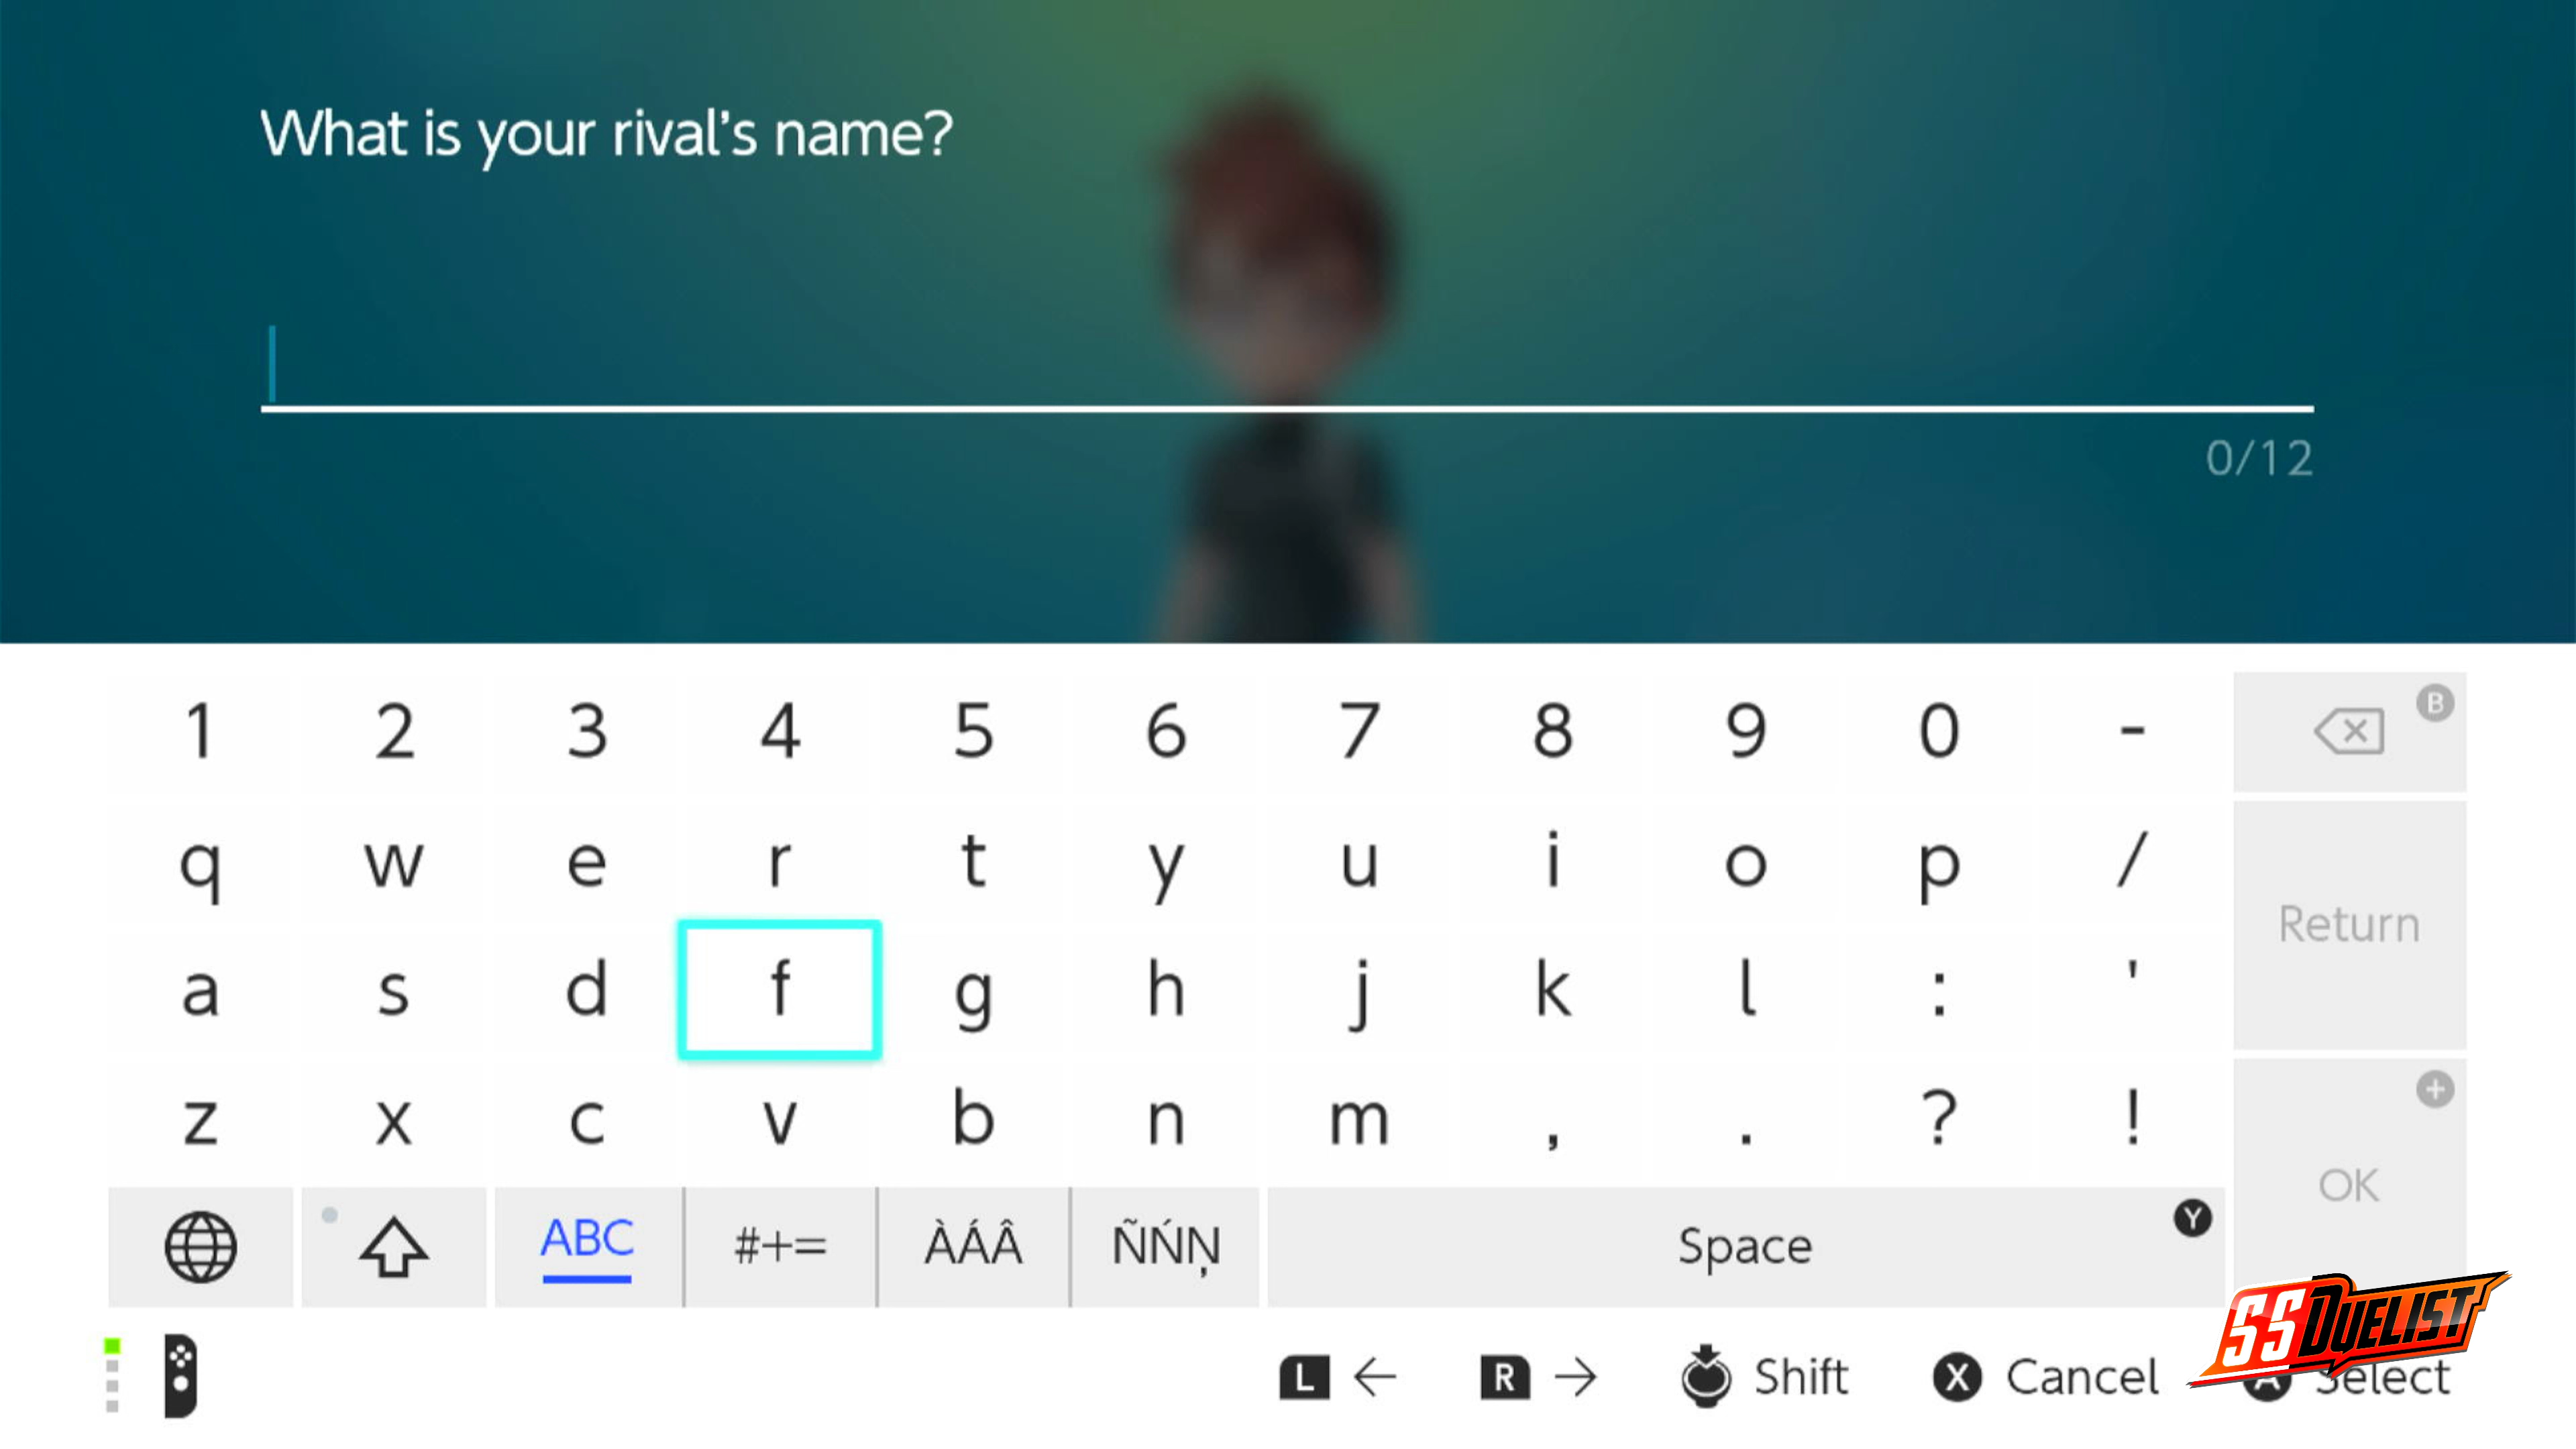 What is your rival's name?
0/12
1 2 3 4 5 6 7 8 9 0 - B
q w e r t y u i o p / Return
a s d f g h j k l : '
z x c v b n m , . ? ! + OK
ABC #+= ÀÁÂ ÑŃŅ Space Y
L ← R → Shift X Cancel A Select
SSDUELIST